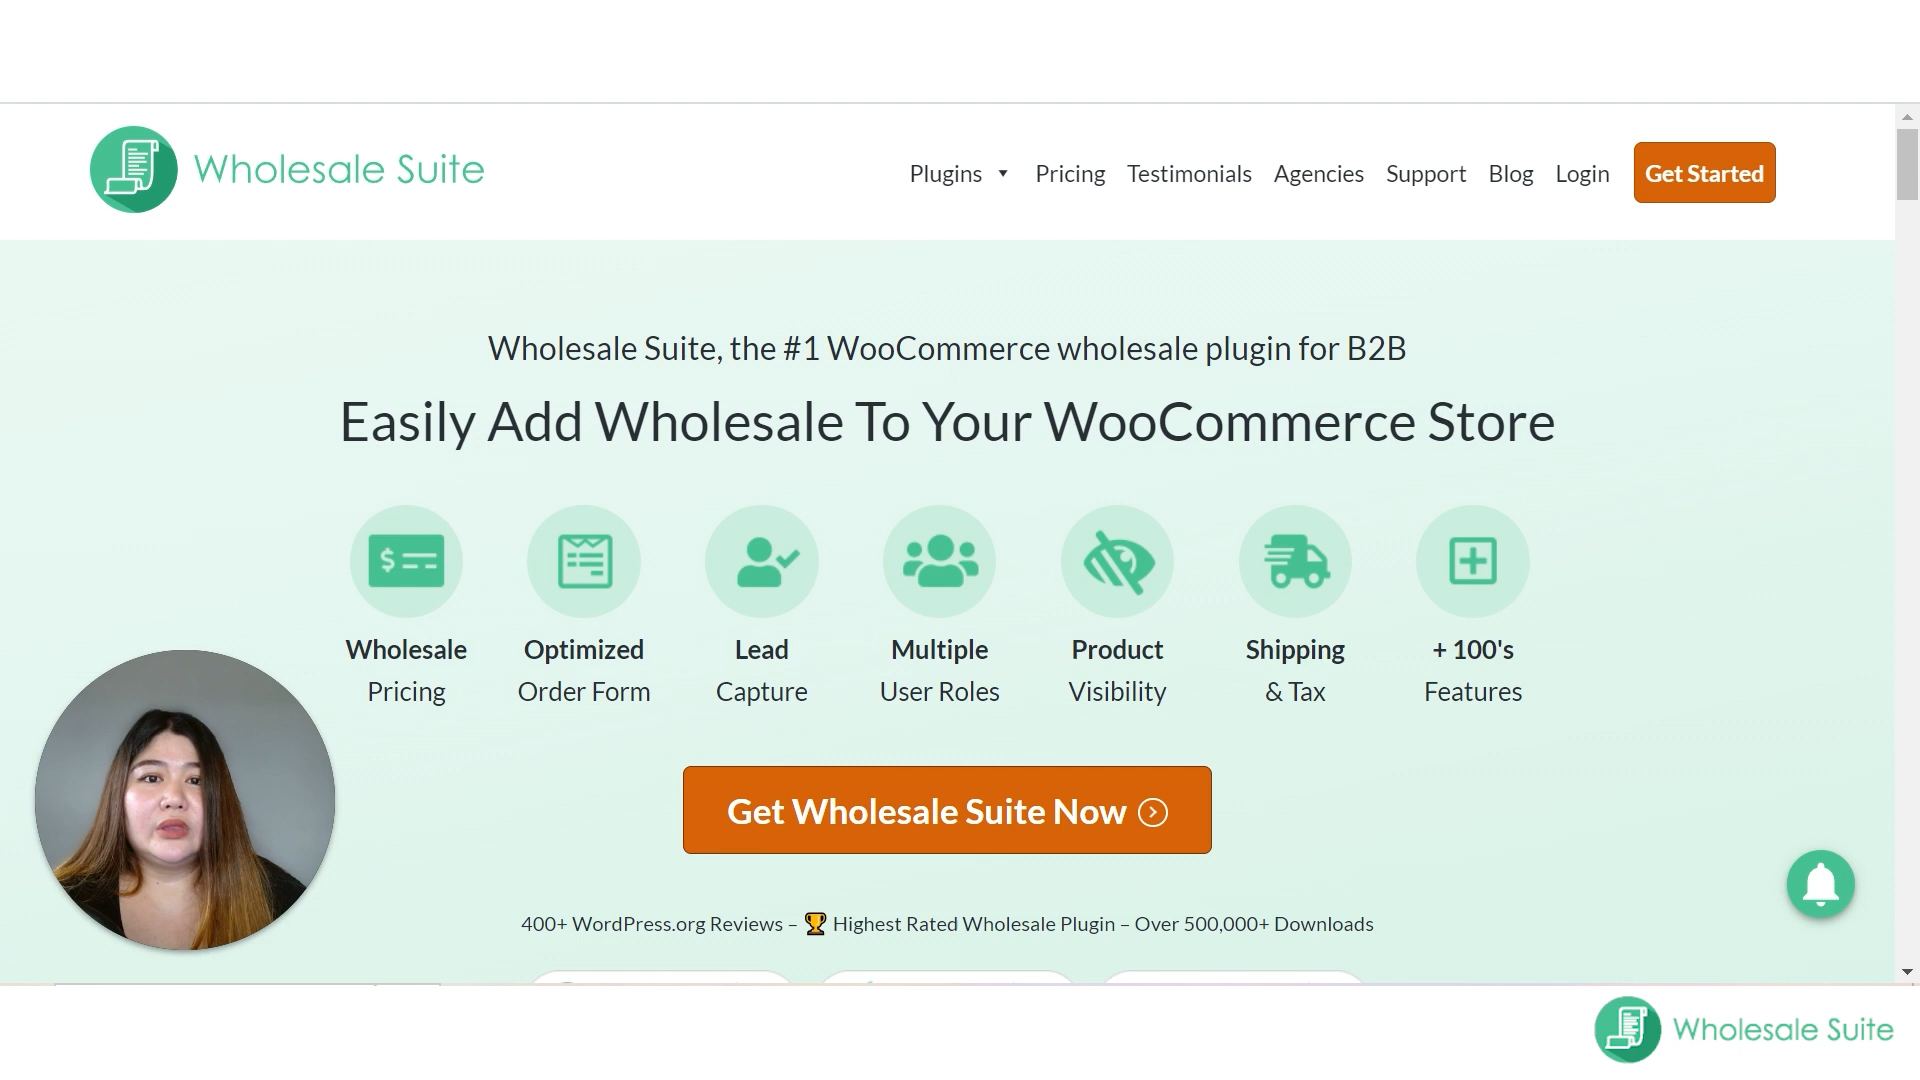 Wholesale Suite
Plugins Pricing Testimonials Agencies Support Blog Login Get Started
Wholesale Suite, the #1 WooCommerce wholesale plugin for B2B
Easily Add Wholesale To Your WooCommerce Store
Wholesale
Pricing
Optimized
Order Form
Lead
Capture
Multiple
User Roles
Product
Visibility
Shipping
& Tax
+ 100's
Features
Get Wholesale Suite Now
400+ WordPress.org Reviews – 🏆 Highest Rated Wholesale Plugin – Over 500,000+ Downloads
Wholesale Suite